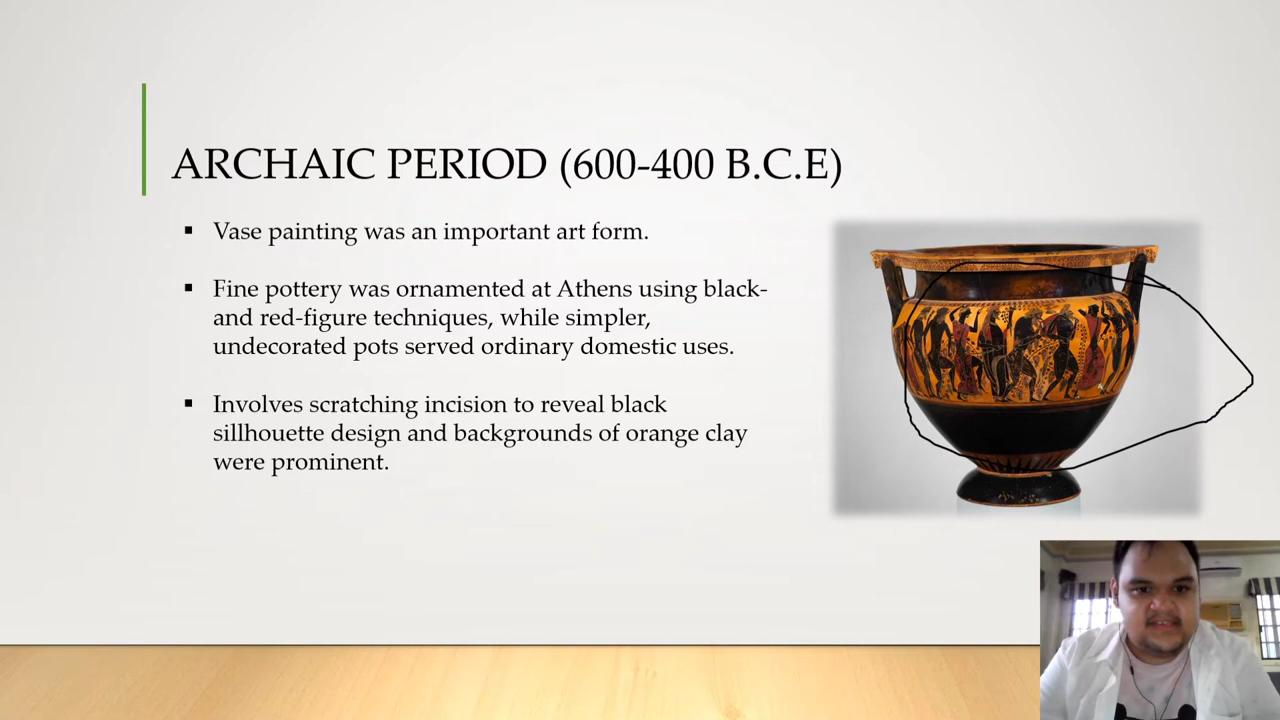 ARCHAIC PERIOD (600-400 B.C.E)
▪ Vase painting was an important art form.
▪ Fine pottery was ornamented at Athens using black-
and red-figure techniques, while simpler,
undecorated pots served ordinary domestic uses.
▪ Involves scratching incision to reveal black
sillhouette design and backgrounds of orange clay
were prominent.